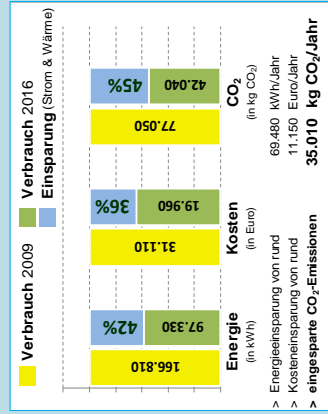 Verbrauch 2009
Verbrauch 2016
Einsparung (Strom & Wärme)
166.810
42%
97.330
31.110
36%
19.960
77.050
45%
42.040
Energie
(in kWh)
Kosten
(in Euro)
CO₂
(in kg CO₂)
> Energieeinsparung von rund 69.480 kWh/Jahr
> Kosteneinsparung von rund 11.150 Euro/Jahr
> eingesparte CO₂-Emissionen 35.010 kg CO₂/Jahr